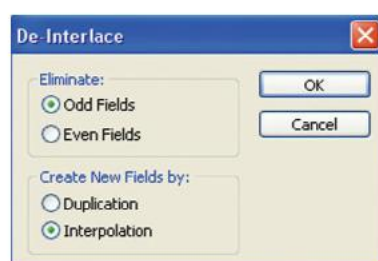 De-Interlace
Eliminate:
Odd Fields
Even Fields
OK
Cancel
Create New Fields by:
Duplication
Interpolation